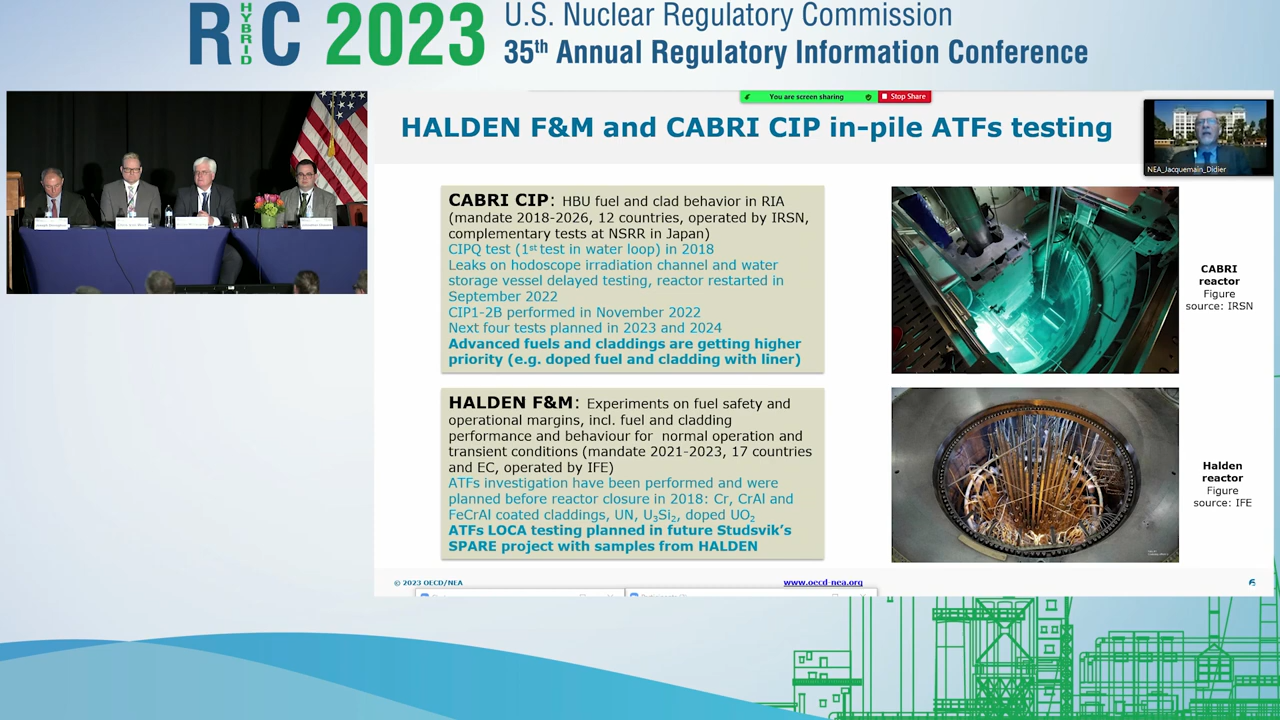 RIC 2023
HYBRID
U.S. Nuclear Regulatory Commission
35th Annual Regulatory Information Conference
You are screen sharing
Stop Share
HALDEN F&M and CABRI CIP in-pile ATFs testing
NEA_Jacquemain_Didier
CABRI CIP: HBU fuel and clad behavior in RIA
(mandate 2018-2026, 12 countries, operated by IRSN,
complementary tests at NSRR in Japan)
CIPQ test (1st test in water loop) in 2018
Leaks on hodoscope irradiation channel and water
storage vessel delayed testing, reactor restarted in
September 2022
CIP1-2B performed in November 2022
Next four tests planned in 2023 and 2024
Advanced fuels and claddings are getting higher
priority (e.g. doped fuel and cladding with liner)
CABRI
reactor
Figure
source: IRSN
HALDEN F&M: Experiments on fuel safety and
operational margins, incl. fuel and cladding
performance and behaviour for normal operation and
transient conditions (mandate 2021-2023, 17 countries
and EC, operated by IFE)
ATFs investigation have been performed and were
planned before reactor closure in 2018: Cr, CrAl and
FeCrAl coated claddings, UN, U3Si2, doped UO2
ATFs LOCA testing planned in future Studsvik's
SPARE project with samples from HALDEN
Halden
reactor
Figure
source: IFE
© 2023 OECD/NEA
www.oecd-nea.org
6